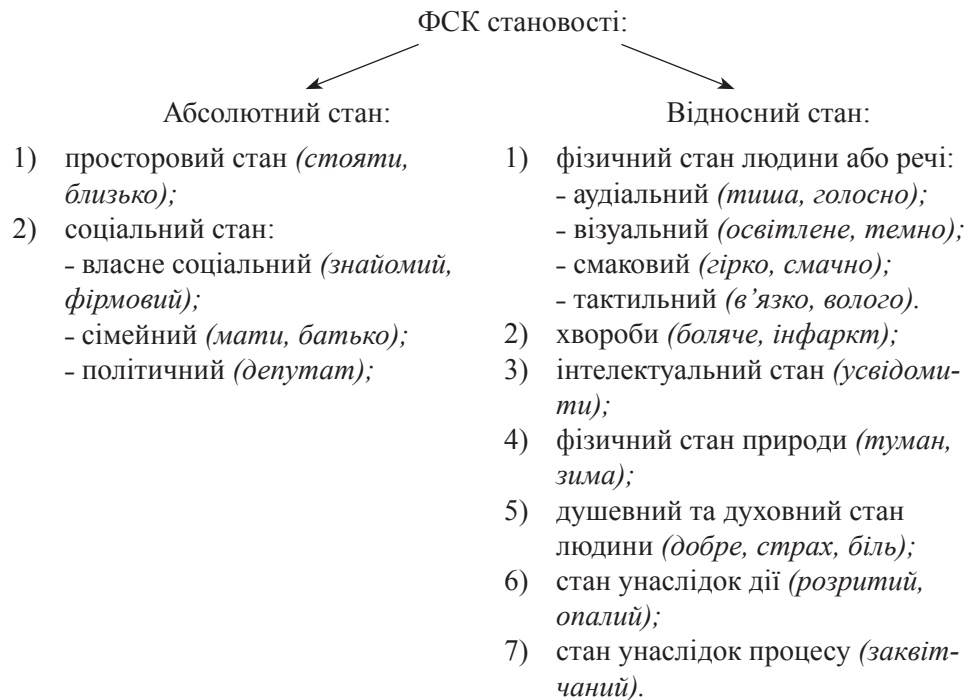 ФСК становості:
Абсолютний стан:
1) просторовий стан (стояти,
близько);
2) соціальний стан:
- власне соціальний (знайомий,
фірмовий);
- сімейний (мати, батько);
- політичний (депутат);
Відносний стан:
1) фізичний стан людини або речі:
- аудіальний (тиша, голосно);
- візуальний (освітлене, темно);
- смаковий (гірко, смачно);
- тактильний (в’язко, волого).
2) хвороби (боляче, інфаркт);
3) інтелектуальний стан (усвідоми-
ти);
4) фізичний стан природи (туман,
зима);
5) душевний та духовний стан
людини (добре, страх, біль);
6) стан унаслідок дії (розритий,
опалий);
7) стан унаслідок процесу (заквіт-
чаний).